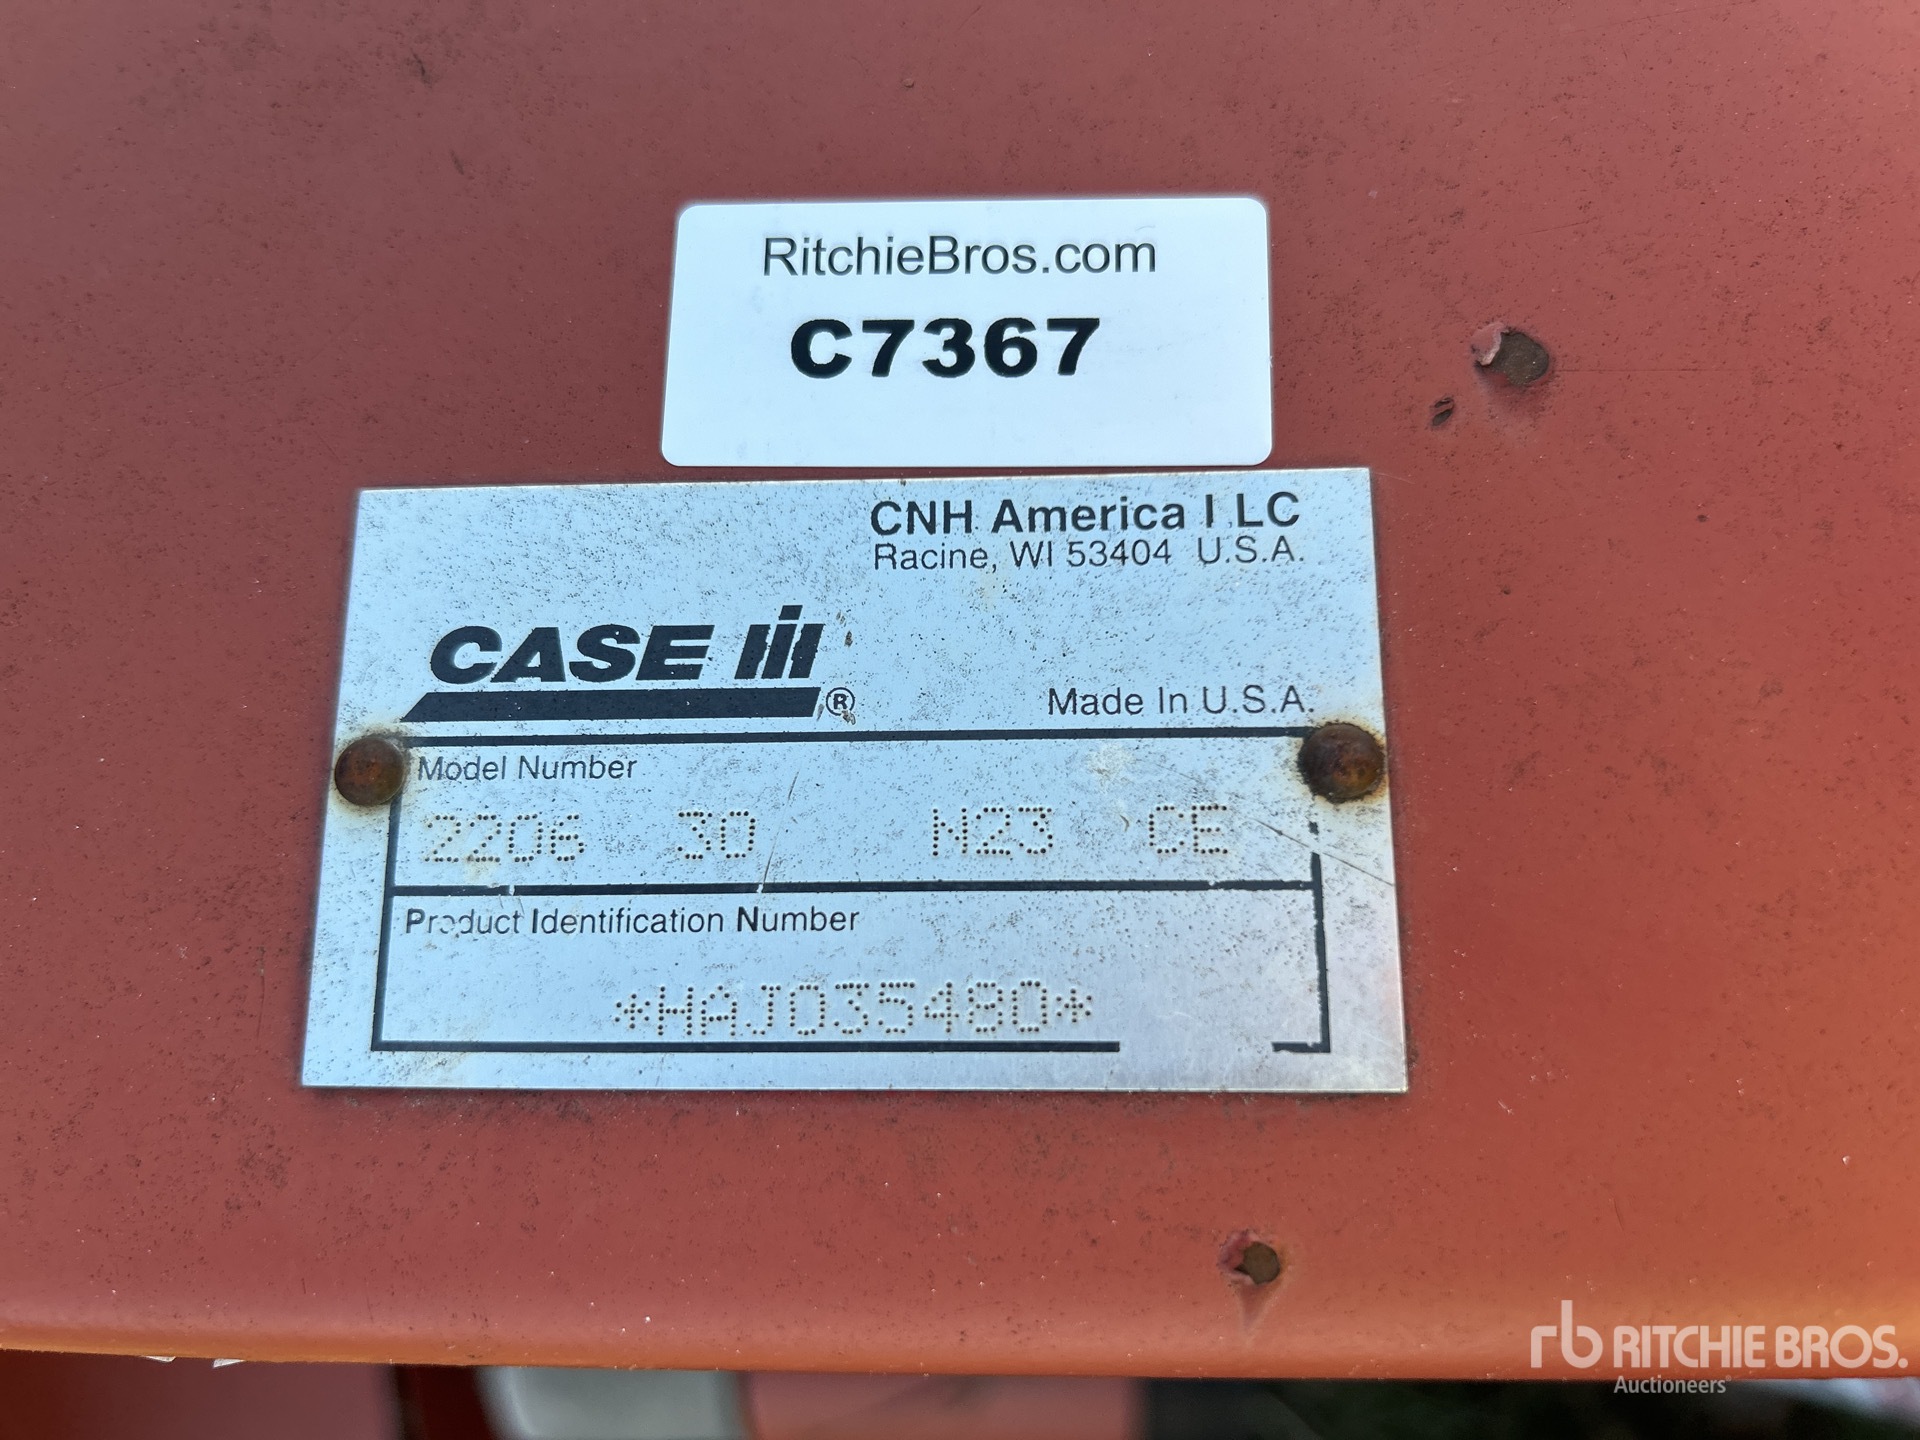 RitchieBros.com
C7367
CNH America LLC
Racine, WI 53404 U.S.A.
CASE IH
®
Made In U.S.A.
Model Number
2206 30 N23 CE
Product Identification Number
*HAJ035480*
rb RITCHIE BROS.
Auctioneers